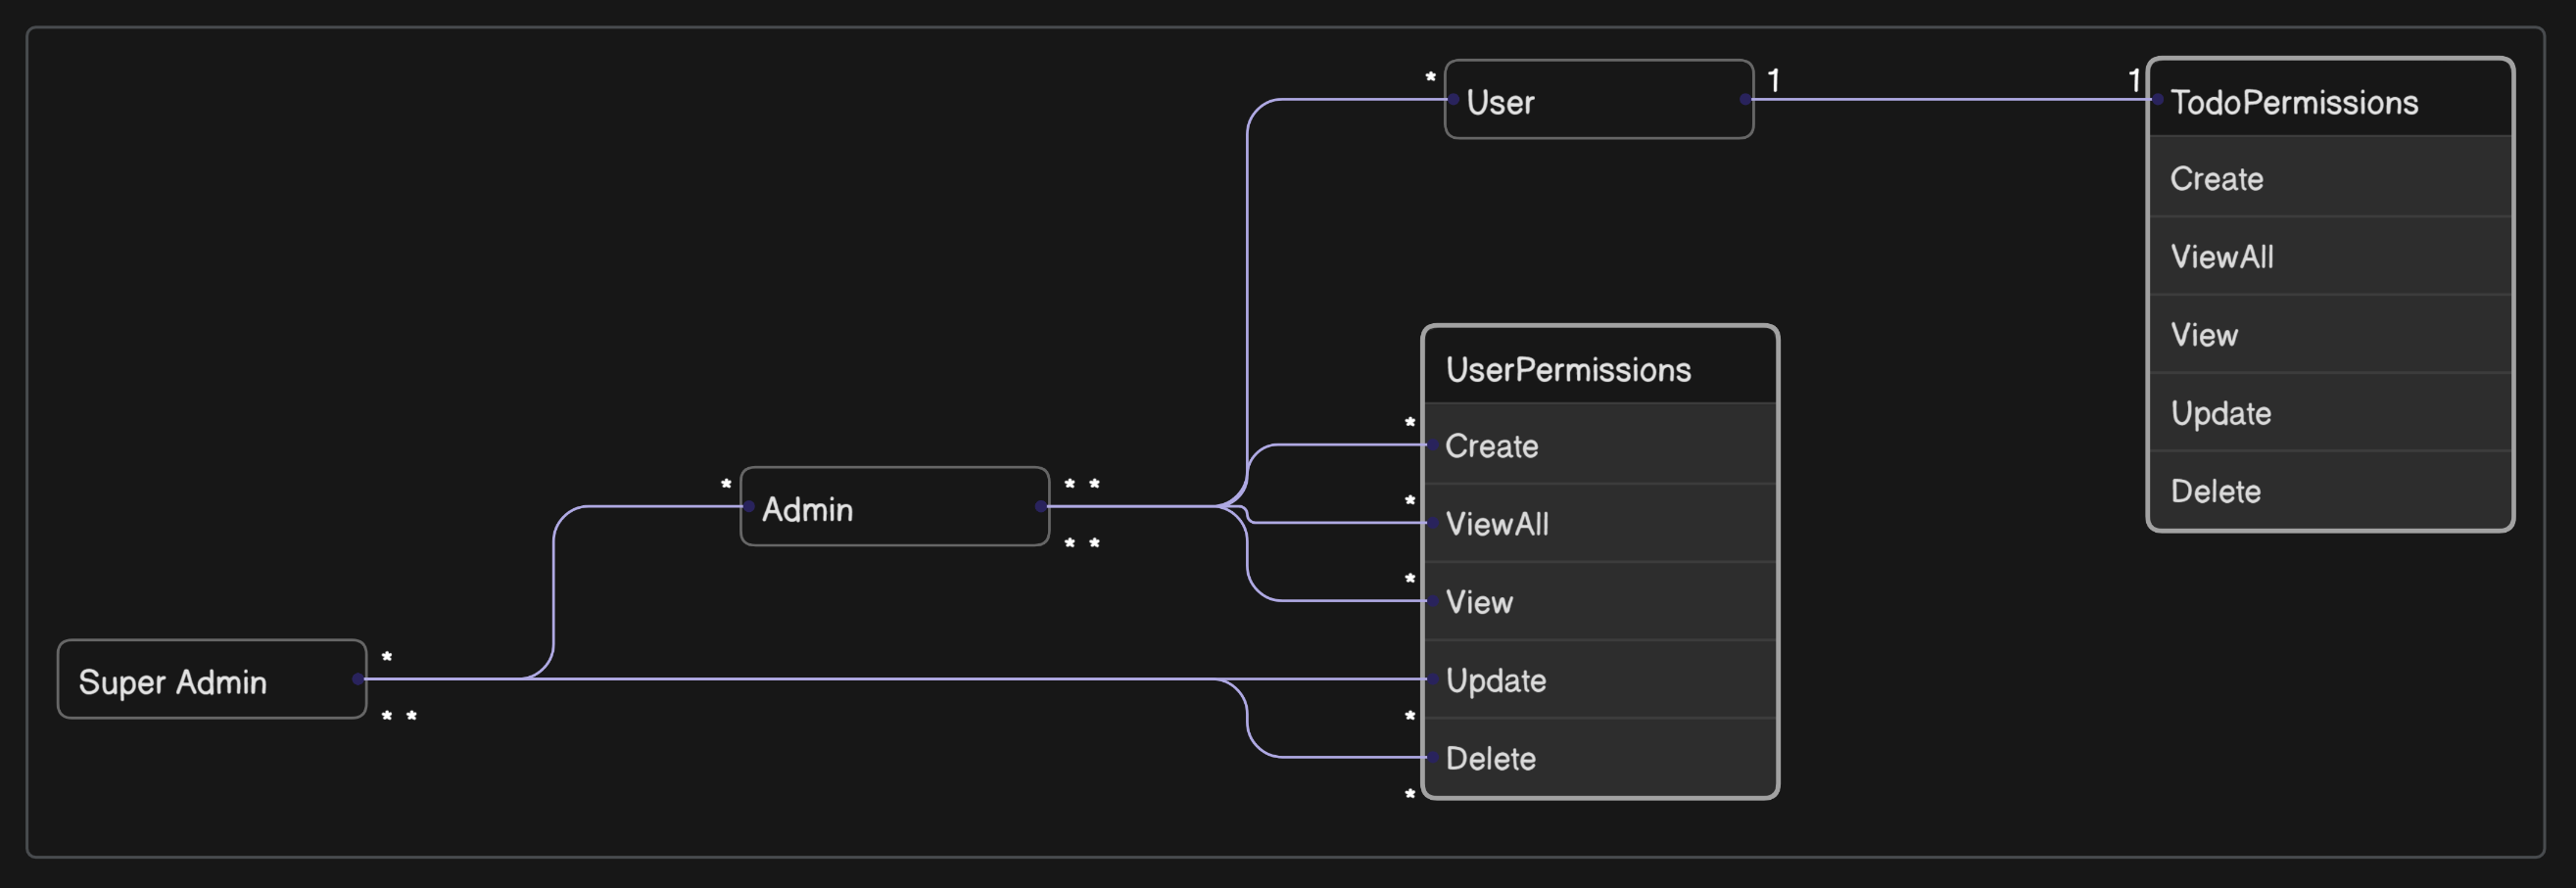 * User 1
1 TodoPermissions
Create
ViewAll
View
Update
Delete
UserPermissions
* Create
* ViewAll
* View
Update
* Delete
*
* Admin * *
* *
Super Admin *
* *